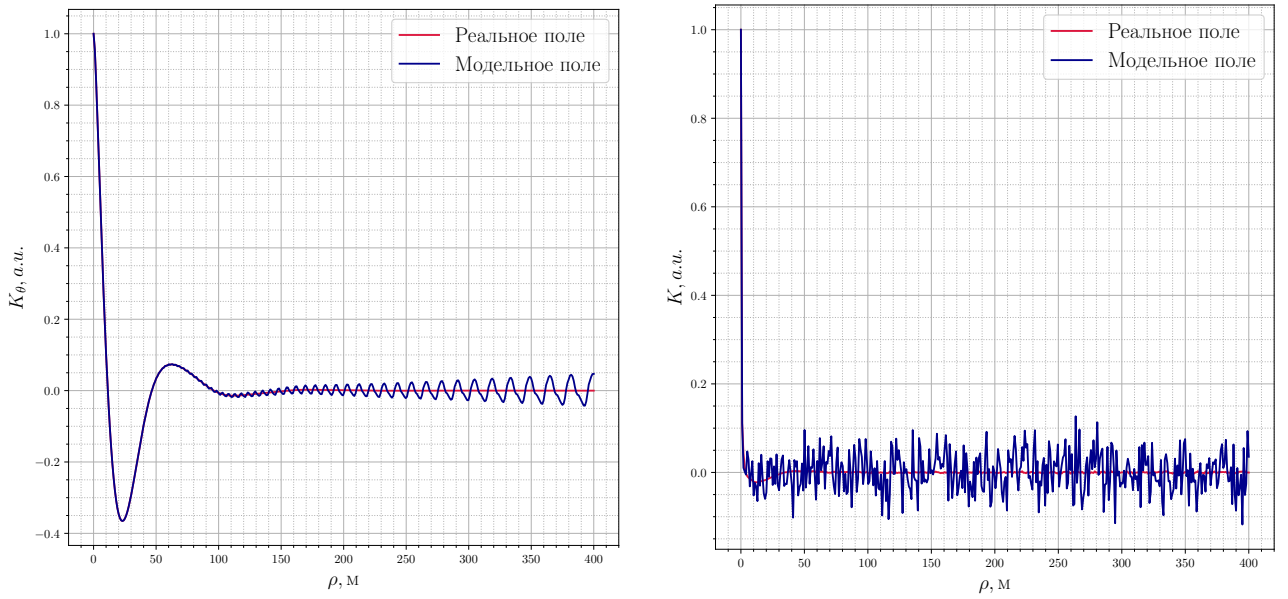 1.0
0.8
0.6
0.4
0.2
0.0
−0.2
−0.4
K_θ, a.u.
Реальное поле
Модельное поле
0 50 100 150 200 250 300 350 400
ρ, м
1.0
0.8
0.6
0.4
0.2
0.0
K, a.u.
Реальное поле
Модельное поле
0 50 100 150 200 250 300 350 400
ρ, м